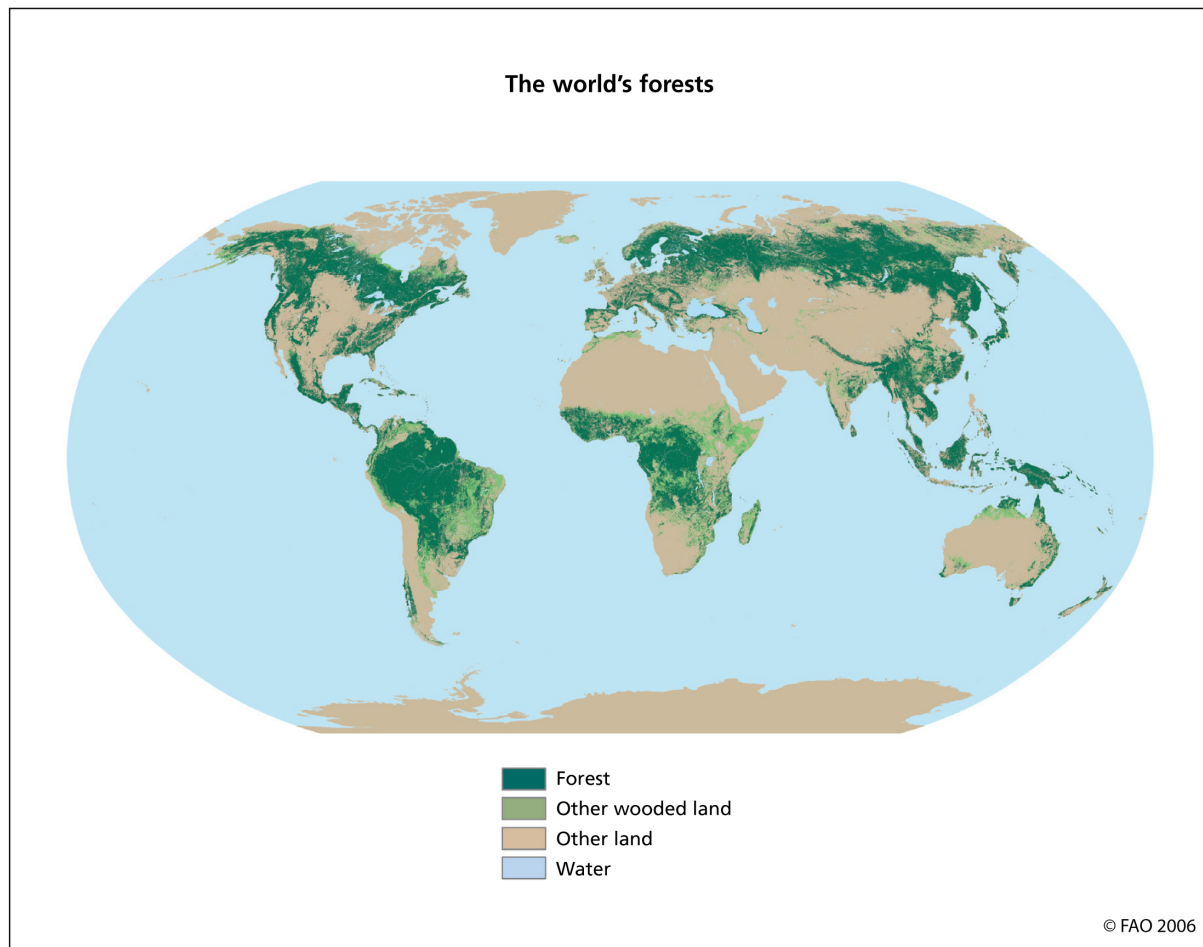 The world's forests
Forest
Other wooded land
Other land
Water
© FAO 2006